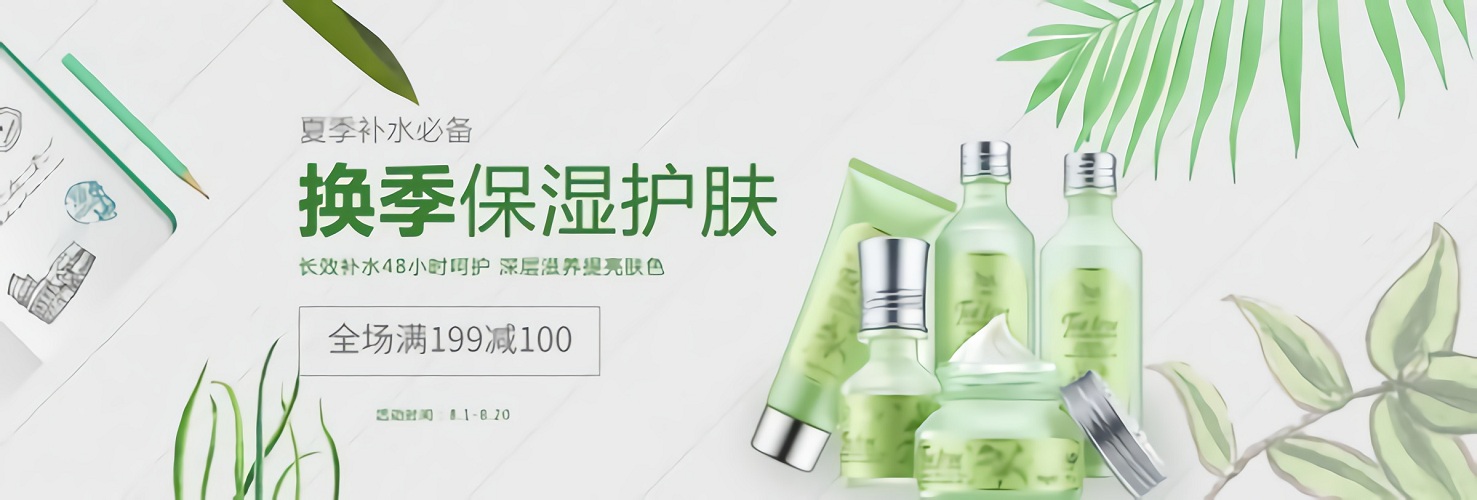 夏季补水必备
换季保湿护肤
长效补水48小时呵护 深层滋养提亮肤色
全场满199减100
活动时间:8.1-8.20
Tea tree